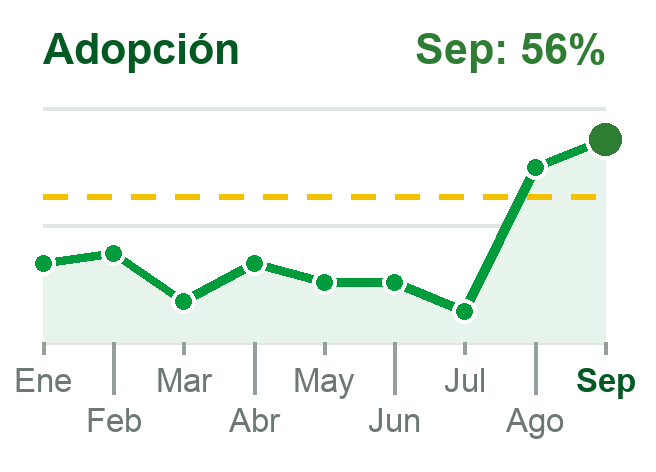 Adopción
Sep: 56%
Ene
Feb
Mar
Abr
May
Jun
Jul
Ago
Sep